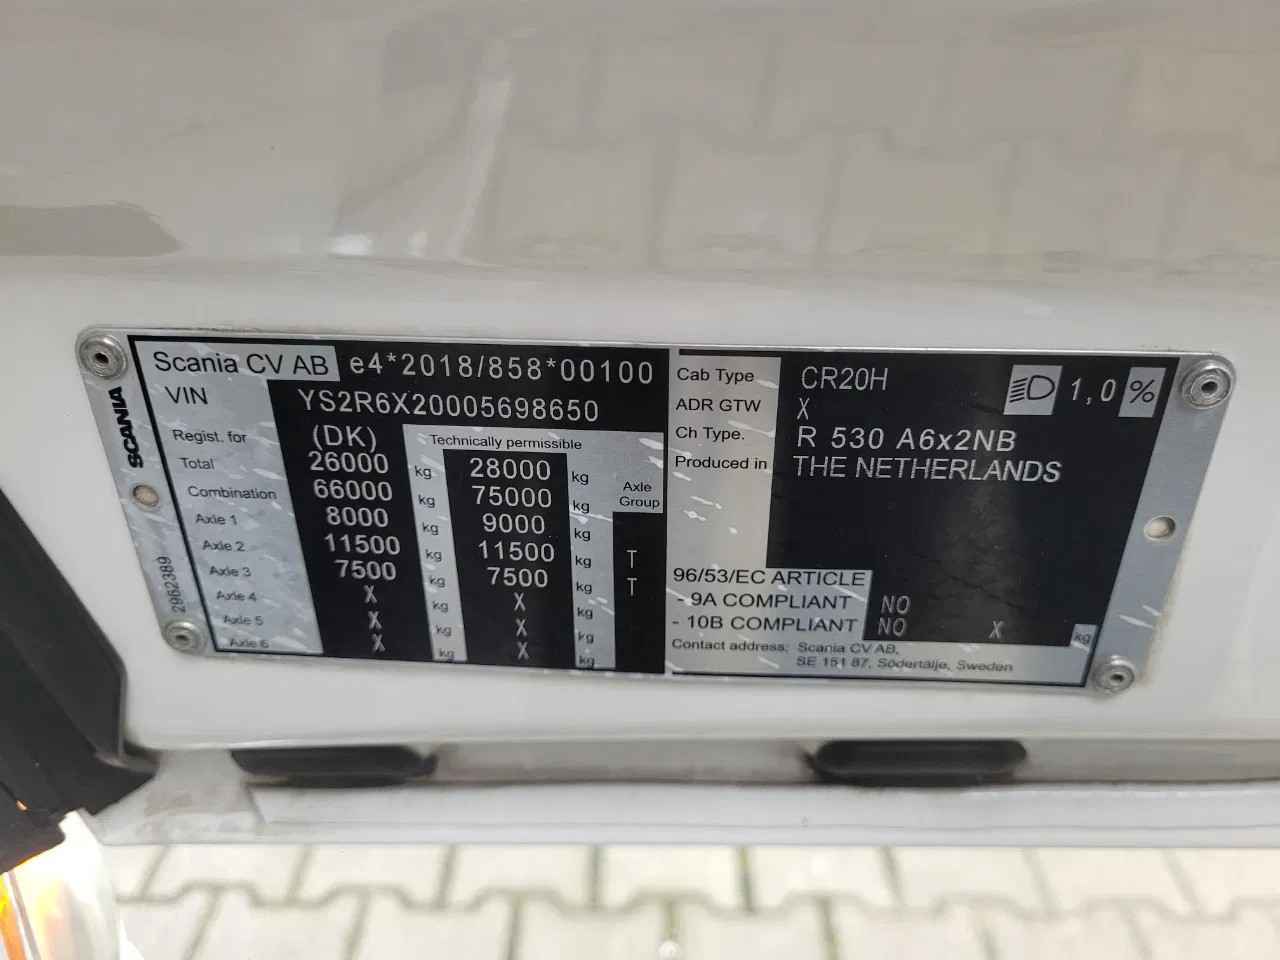 SCANIA
2962389
Scania CV AB e4*2018/858*00100
VIN YS2R6X20005698650
Regist. for (DK) Technically permissible
Total 26000 kg 28000 kg
Combination 66000 kg 75000 kg Axle Group
Axle 1 8000 kg 9000 kg
Axle 2 11500 kg 11500 kg T
Axle 3 7500 kg 7500 kg T
Axle 4 X kg X kg
Axle 5 X kg X kg
Axle 6 X kg X kg
Cab Type CR20H 1,0 %
ADR GTW X
Ch Type. R 530 A6x2NB
Produced in THE NETHERLANDS
96/53/EC ARTICLE
- 9A COMPLIANT NO
- 10B COMPLIANT NO X kg
Contact address: Scania CV AB,
SE 151 87, Södertälje, Sweden